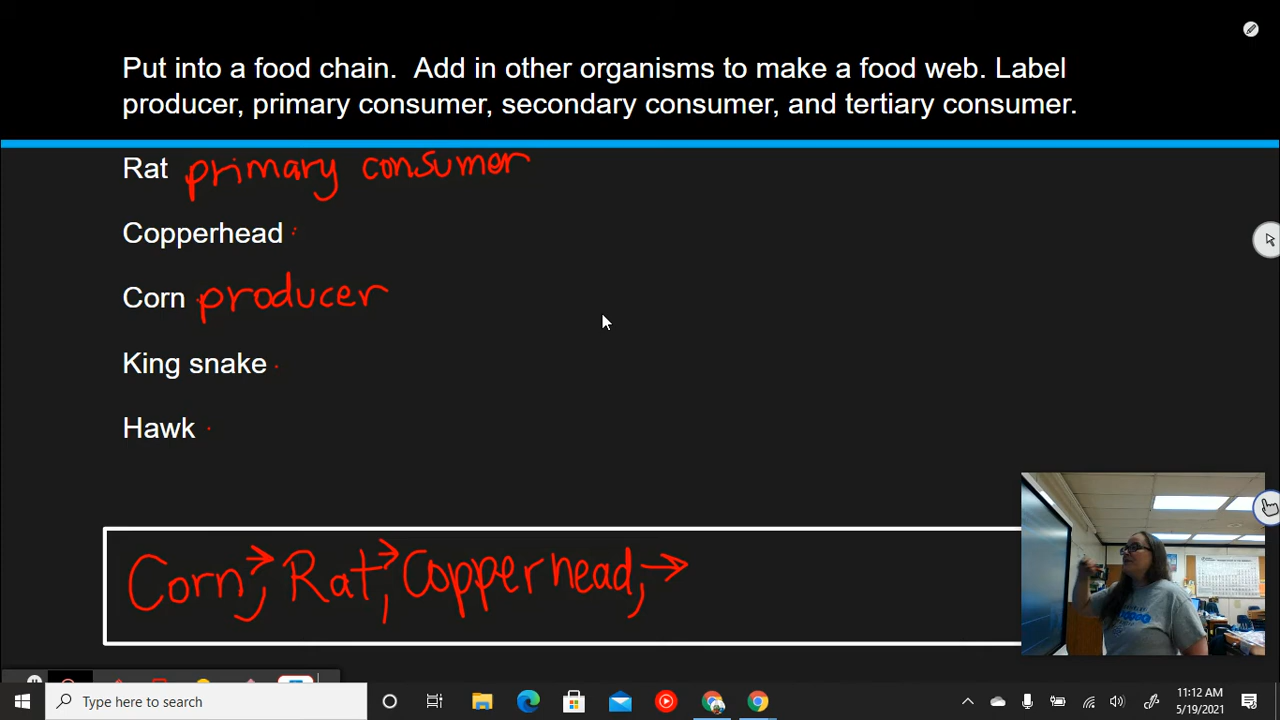 Put into a food chain. Add in other organisms to make a food web. Label
producer, primary consumer, secondary consumer, and tertiary consumer.
Rat primary consumer
Copperhead
Corn producer
King snake
Hawk
Corn, → Rat, → Copperhead, →
Type here to search
11:12 AM
5/19/2021